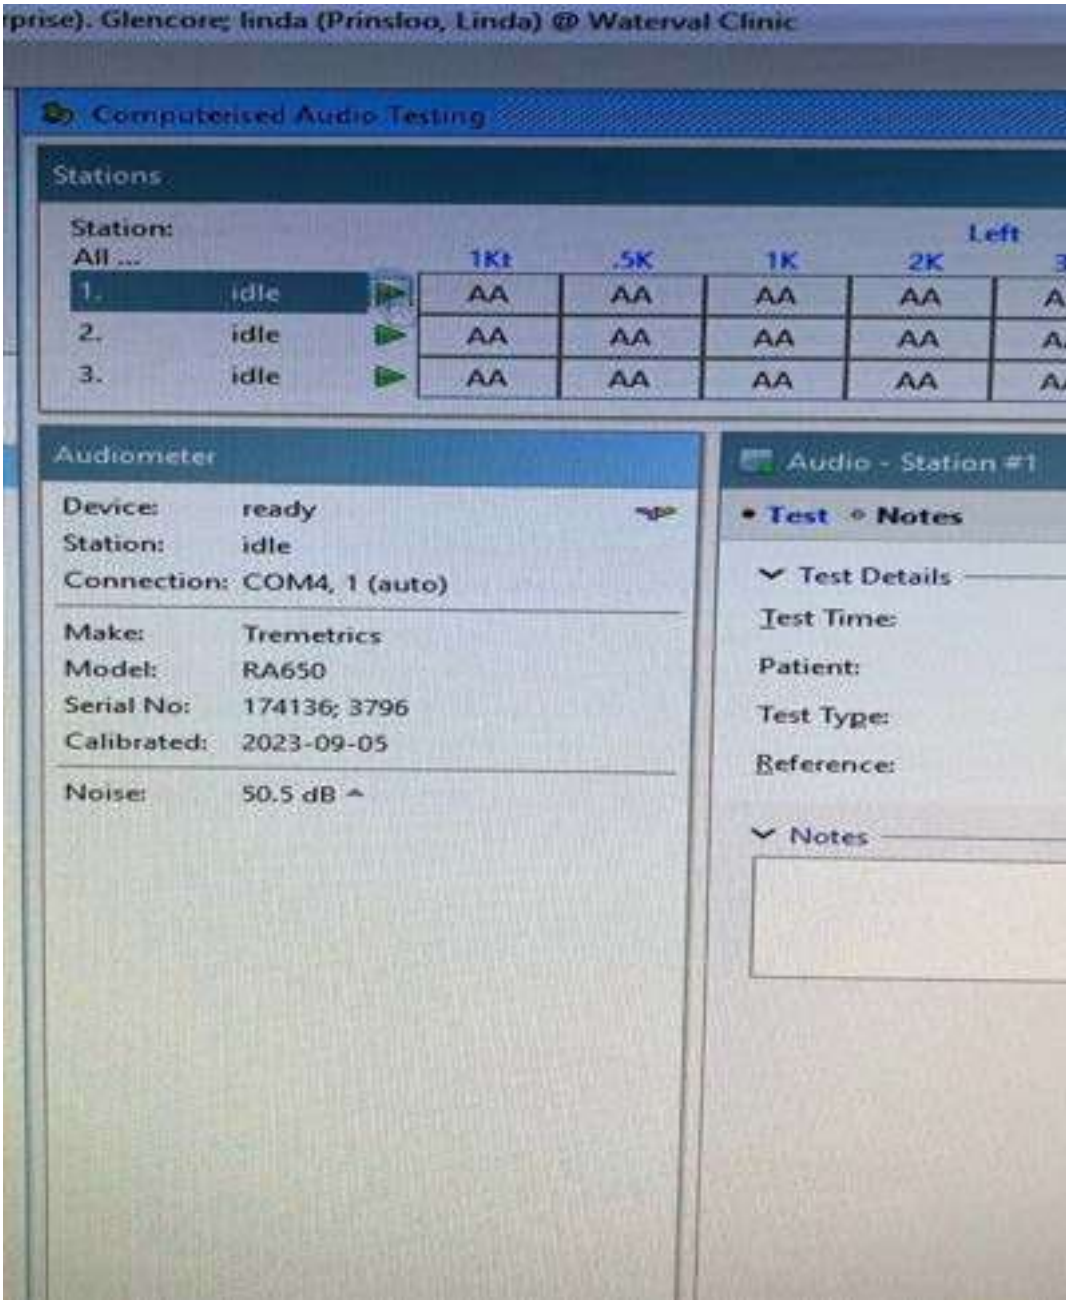 prise). Glencore; linda (Prinsloo, Linda) @ Waterval Clinic
Computerised Audio Testing
Stations
Station:
Left
All ...
1Kt .5K 1K 2K 3
1. idle AA AA AA AA A
2. idle AA AA AA AA A
3. idle AA AA AA AA A
Audiometer
Device: ready
Station: idle
Connection: COM4, 1 (auto)
Make: Tremetrics
Model: RA650
Serial No: 174136; 3796
Calibrated: 2023-09-05
Noise: 50.5 dB
Audio - Station #1
• Test Notes
Test Details
Test Time:
Patient:
Test Type:
Reference:
Notes